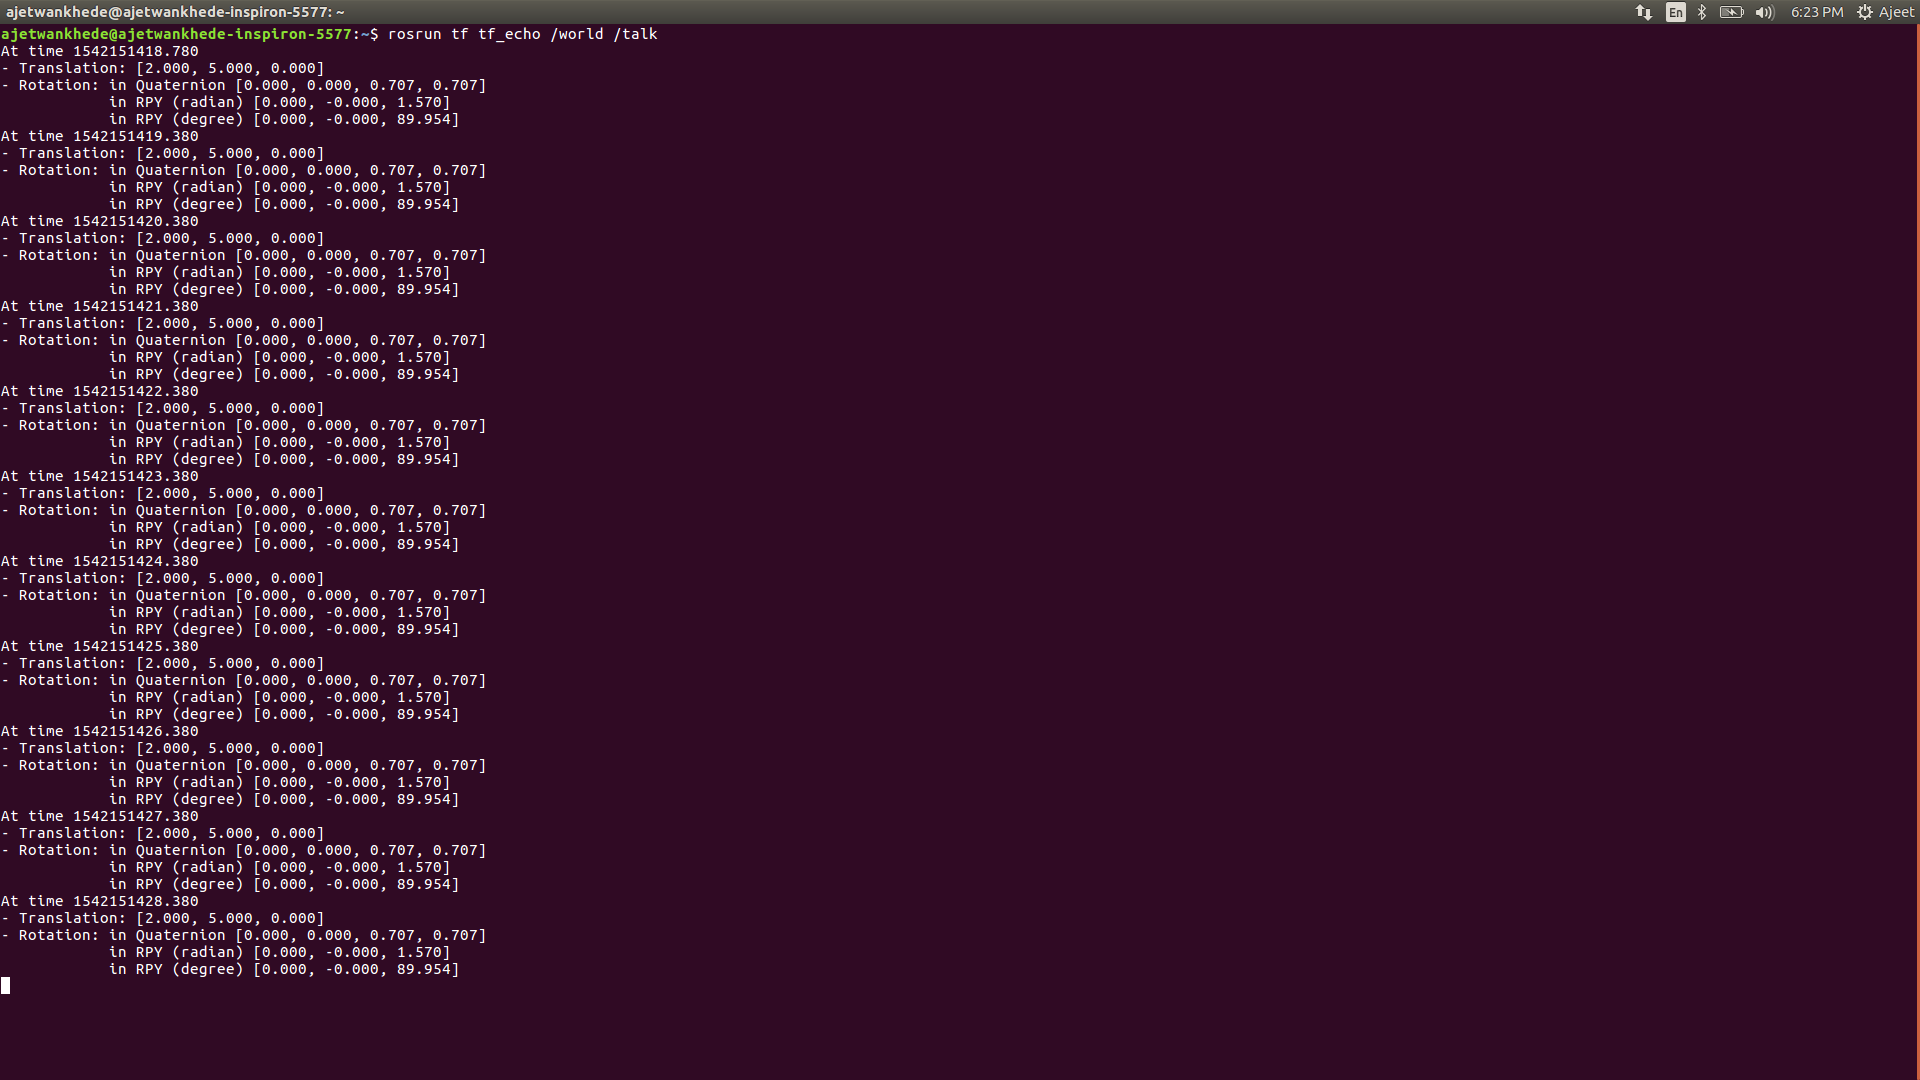 ajetwankhede@ajetwankhede-inspiron-5577: ~
En 6:23 PM Ajeet
ajetwankhede@ajetwankhede-inspiron-5577:~$ rosrun tf tf_echo /world /talk
At time 1542151418.780
- Translation: [2.000, 5.000, 0.000]
- Rotation: in Quaternion [0.000, 0.000, 0.707, 0.707]
            in RPY (radian) [0.000, -0.000, 1.570]
            in RPY (degree) [0.000, -0.000, 89.954]
At time 1542151419.380
- Translation: [2.000, 5.000, 0.000]
- Rotation: in Quaternion [0.000, 0.000, 0.707, 0.707]
            in RPY (radian) [0.000, -0.000, 1.570]
            in RPY (degree) [0.000, -0.000, 89.954]
At time 1542151420.380
- Translation: [2.000, 5.000, 0.000]
- Rotation: in Quaternion [0.000, 0.000, 0.707, 0.707]
            in RPY (radian) [0.000, -0.000, 1.570]
            in RPY (degree) [0.000, -0.000, 89.954]
At time 1542151421.380
- Translation: [2.000, 5.000, 0.000]
- Rotation: in Quaternion [0.000, 0.000, 0.707, 0.707]
            in RPY (radian) [0.000, -0.000, 1.570]
            in RPY (degree) [0.000, -0.000, 89.954]
At time 1542151422.380
- Translation: [2.000, 5.000, 0.000]
- Rotation: in Quaternion [0.000, 0.000, 0.707, 0.707]
            in RPY (radian) [0.000, -0.000, 1.570]
            in RPY (degree) [0.000, -0.000, 89.954]
At time 1542151423.380
- Translation: [2.000, 5.000, 0.000]
- Rotation: in Quaternion [0.000, 0.000, 0.707, 0.707]
            in RPY (radian) [0.000, -0.000, 1.570]
            in RPY (degree) [0.000, -0.000, 89.954]
At time 1542151424.380
- Translation: [2.000, 5.000, 0.000]
- Rotation: in Quaternion [0.000, 0.000, 0.707, 0.707]
            in RPY (radian) [0.000, -0.000, 1.570]
            in RPY (degree) [0.000, -0.000, 89.954]
At time 1542151425.380
- Translation: [2.000, 5.000, 0.000]
- Rotation: in Quaternion [0.000, 0.000, 0.707, 0.707]
            in RPY (radian) [0.000, -0.000, 1.570]
            in RPY (degree) [0.000, -0.000, 89.954]
At time 1542151426.380
- Translation: [2.000, 5.000, 0.000]
- Rotation: in Quaternion [0.000, 0.000, 0.707, 0.707]
            in RPY (radian) [0.000, -0.000, 1.570]
            in RPY (degree) [0.000, -0.000, 89.954]
At time 1542151427.380
- Translation: [2.000, 5.000, 0.000]
- Rotation: in Quaternion [0.000, 0.000, 0.707, 0.707]
            in RPY (radian) [0.000, -0.000, 1.570]
            in RPY (degree) [0.000, -0.000, 89.954]
At time 1542151428.380
- Translation: [2.000, 5.000, 0.000]
- Rotation: in Quaternion [0.000, 0.000, 0.707, 0.707]
            in RPY (radian) [0.000, -0.000, 1.570]
            in RPY (degree) [0.000, -0.000, 89.954]